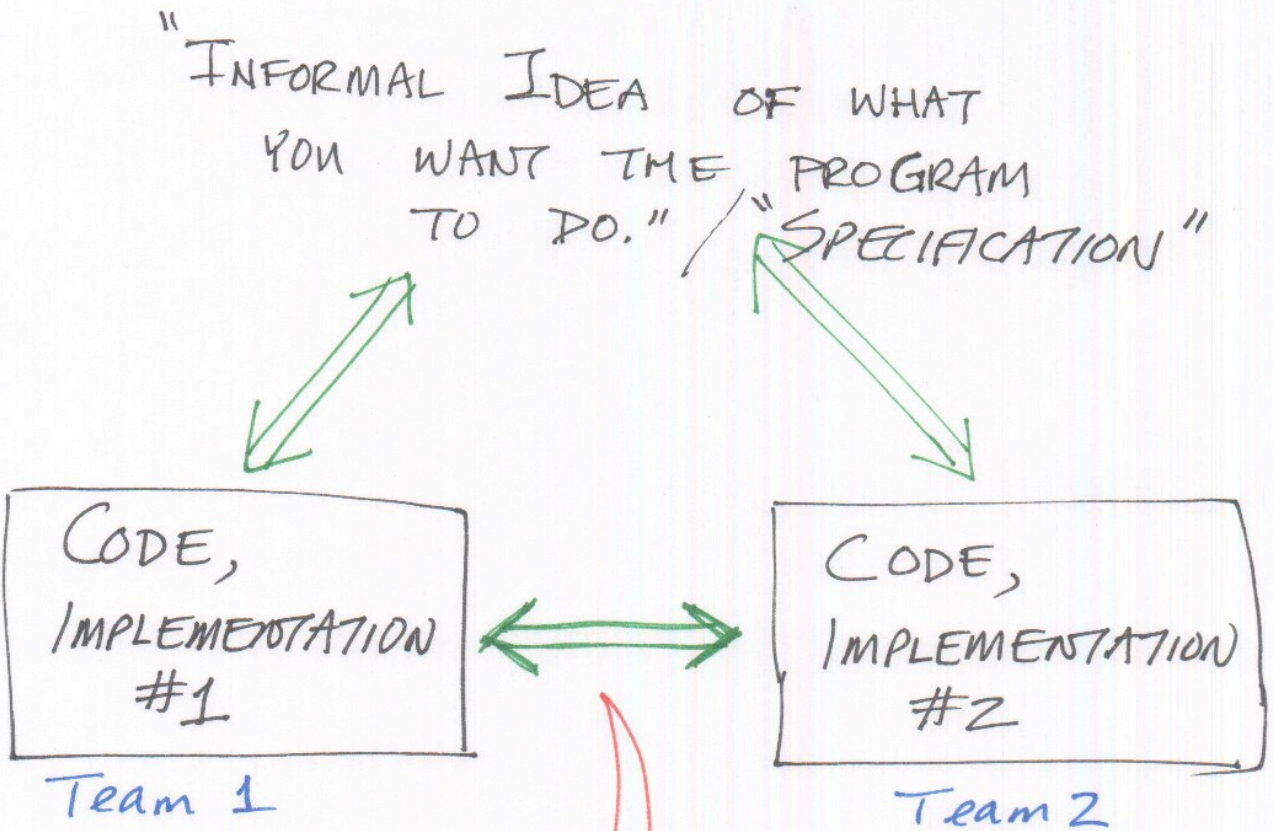 "INFORMAL IDEA OF WHAT
YOU WANT THE PROGRAM
TO DO." / "SPECIFICATION"
CODE,
IMPLEMENTATION
#1
Team 1
CODE,
IMPLEMENTATION
#2
Team 2